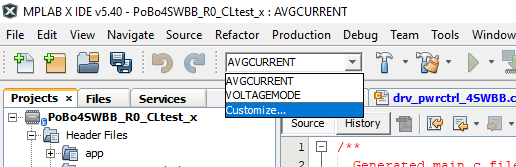 MPLAB X IDE v5.40 - PoBo4SWBB_R0_CLtest_x : AVGCURRENT
File Edit View Navigate Source Refactor Production Debug Team Tools Window
AVGCURRENT
AVGCURRENT
VOLTAGEMODE
Customize...
Projects × Files Services
drv_pwrctrl_4SWBB.c
PoBo4SWBB_R0_CLtest_x
Source History
Header Files
app
1 /**
Generated main.c file